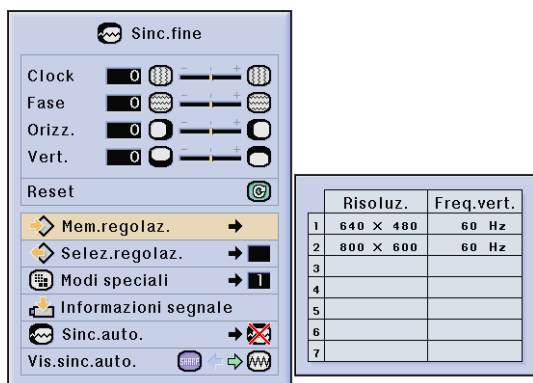 Sinc.fine
Clock 0 - +
Fase 0 - +
Orizz. 0 - +
Vert. 0 - +
Reset
Mem.regolaz.
Selez.regolaz.
Modi speciali 1
Informazioni segnale
Sinc.auto.
Vis.sinc.auto. SHARP
Risoluz. Freq.vert.
1 640 × 480 60 Hz
2 800 × 600 60 Hz
3
4
5
6
7